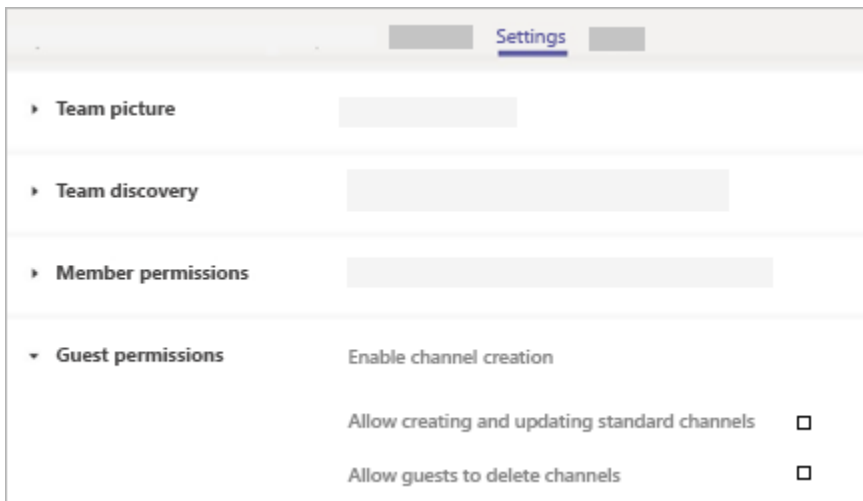 Settings
Team picture
Team discovery
Member permissions
Guest permissions Enable channel creation
Allow creating and updating standard channels
Allow guests to delete channels